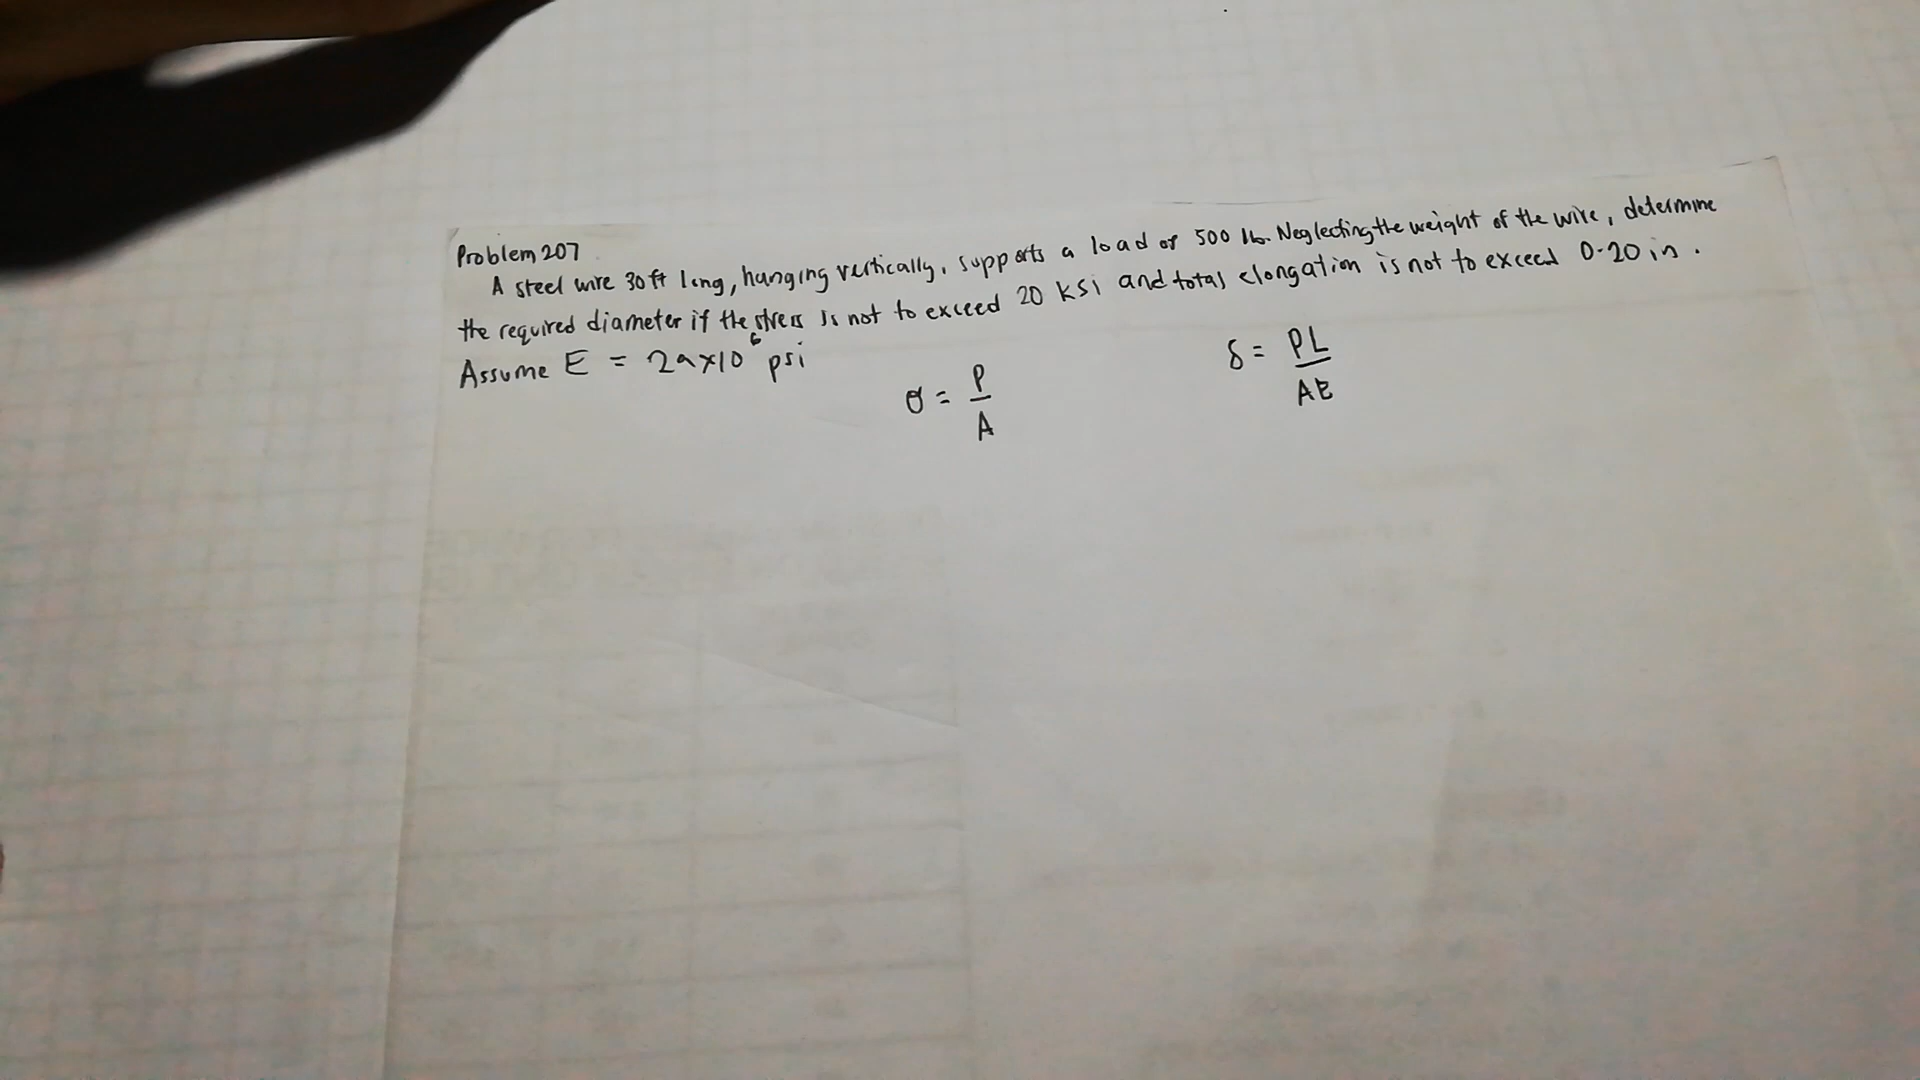 Problem 207
A steel wire 30 ft long, hanging vertically, supports a load of 500 lb. Neglecting the weight of the wire, determine
the required diameter if the stress is not to exceed 20 ksi and total elongation is not to exceed 0.20 in.
Assume E = 29x10⁶ psi
σ = P/A
δ = PL/AE